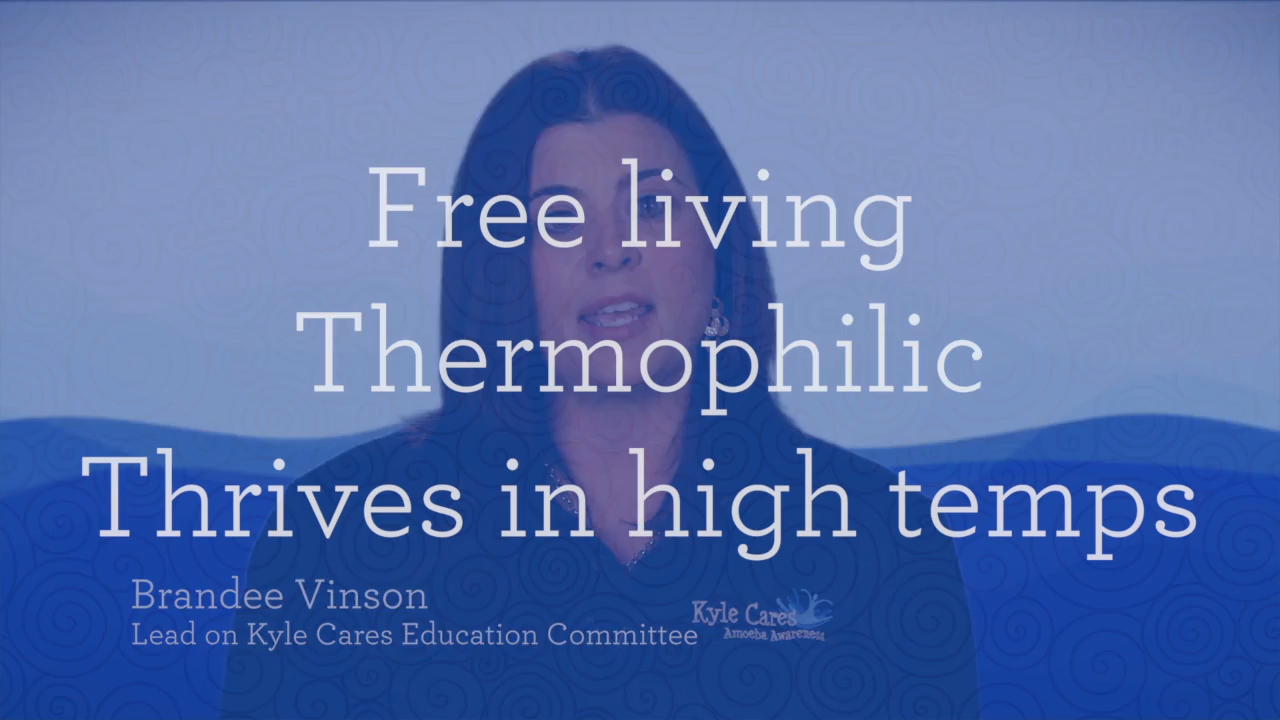 Free living
Thermophilic
Thrives in high temps
Brandee Vinson
Lead on Kyle Cares Education Committee
Kyle Cares
Amoeba Awareness